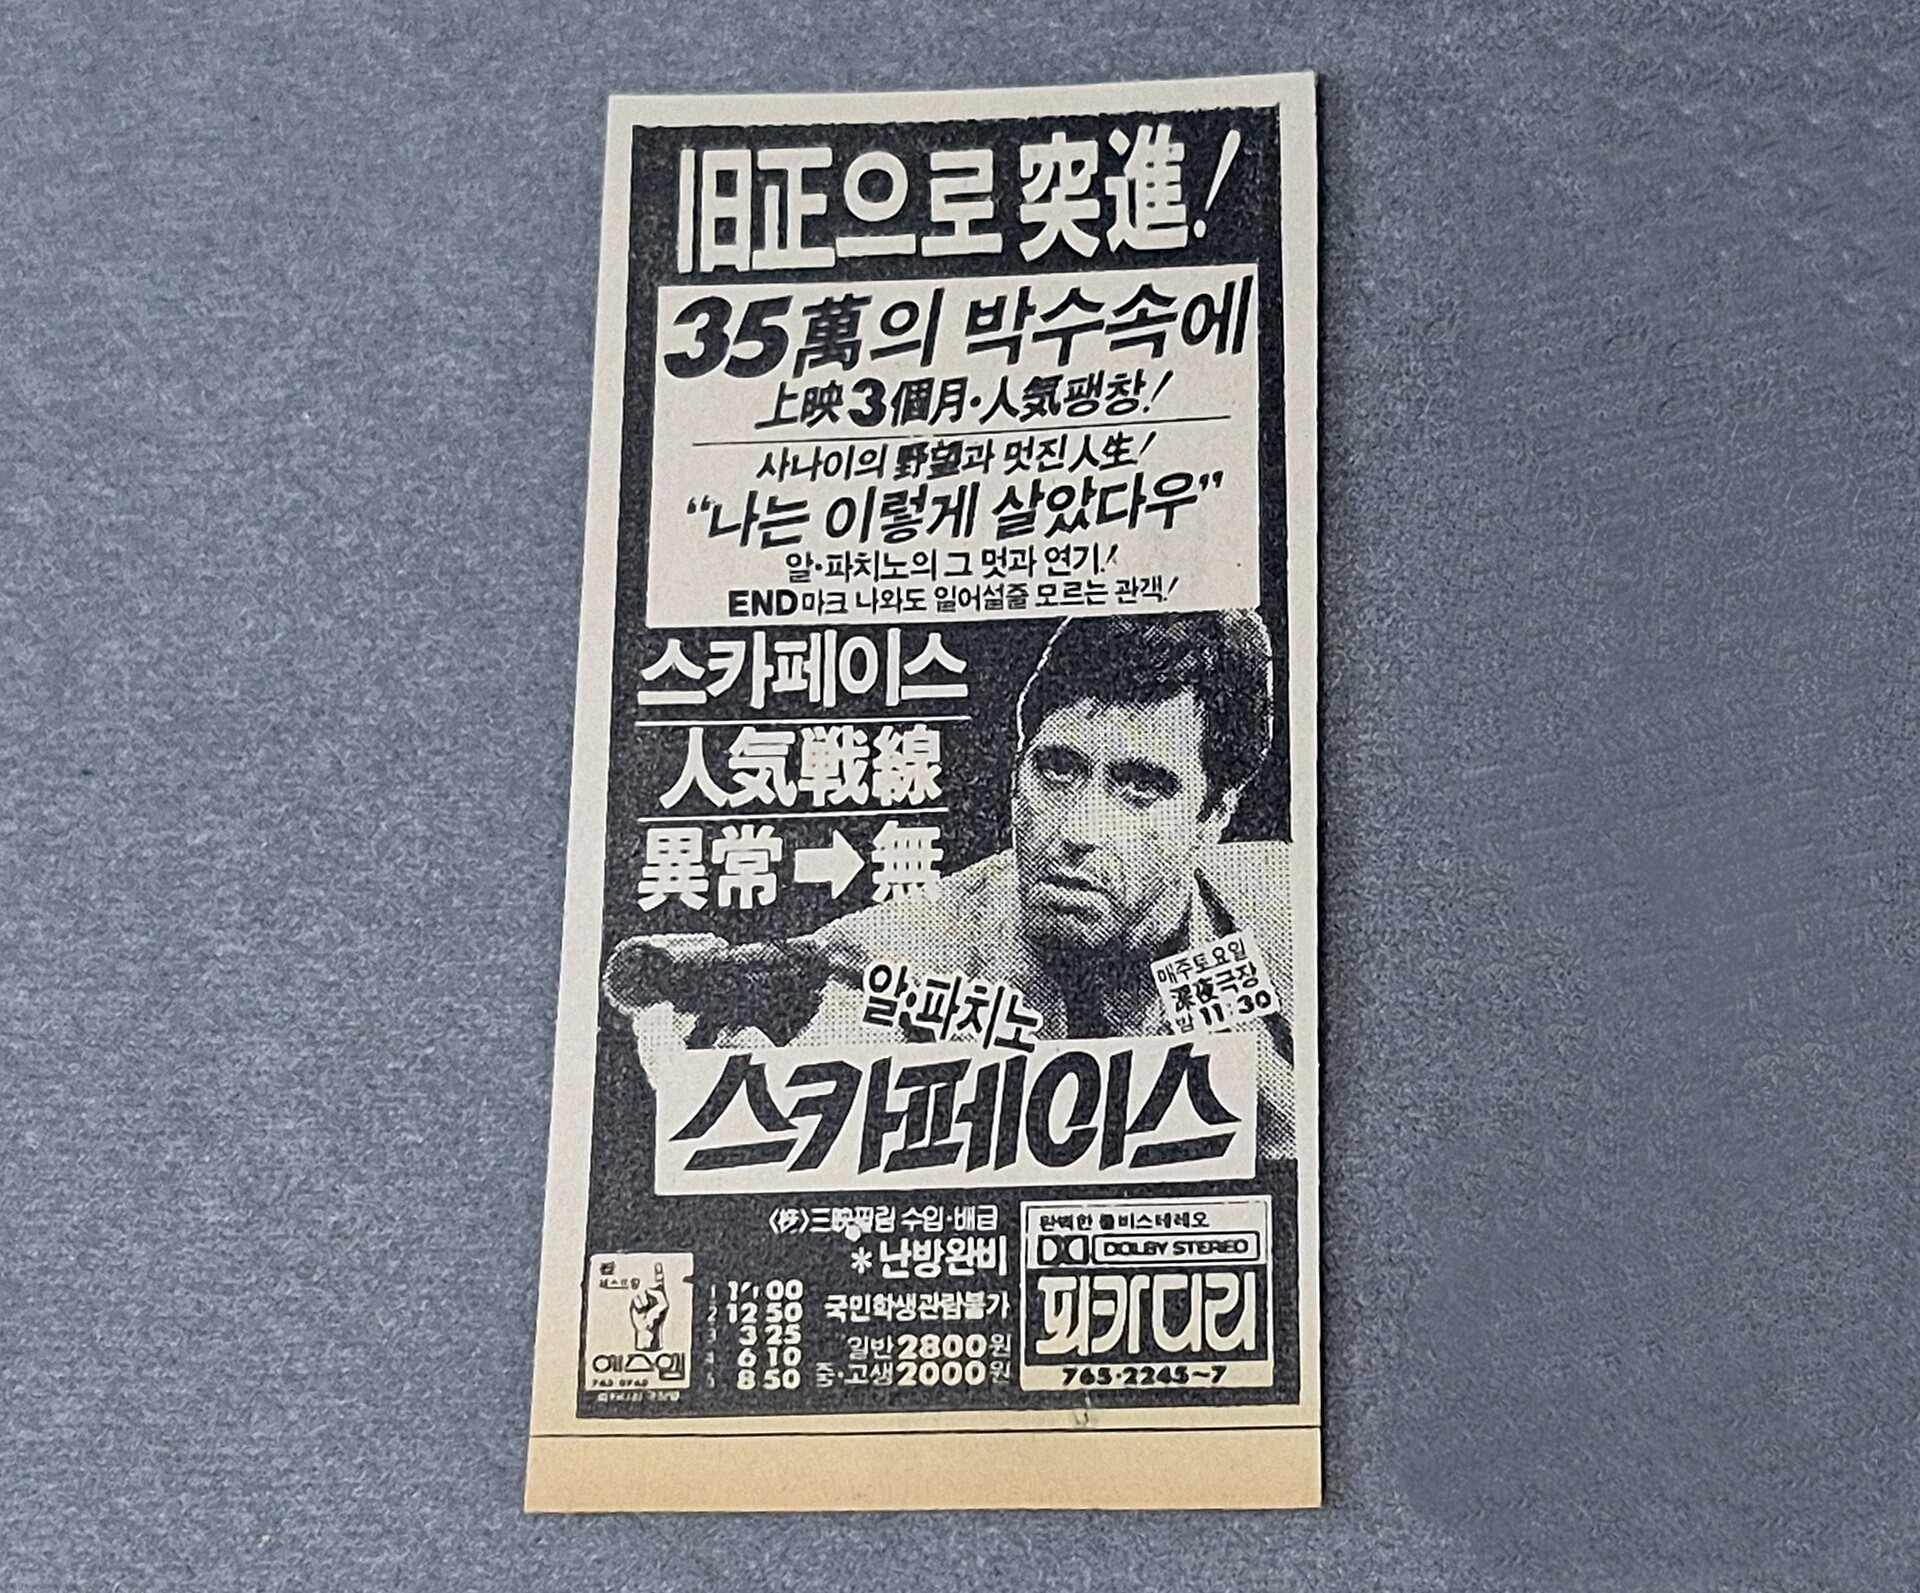 旧正으로 突進!
35萬의 박수속에
上映3個月·人気팽창!
사나이의 野望과 멋진人生!
“나는 이렇게 살았다우”
알·파치노의 그 멋과 연기!
END마크 나와도 일어설줄 모르는 관객!
스카페이스
人気戦線
異常➡無
매주토요일
深夜극장
밤 11:30
알·파치노
스카페이스
三映필림 수입·배급
*난방완비
국민학생관람불가
일반2800원
중·고생2000원
1 00
2 12 50
3 3 25
4 6 10
5 8 50
에스앰
완벽한 돌비스테레오
DOLBY STEREO
피카디리
765·2245~7